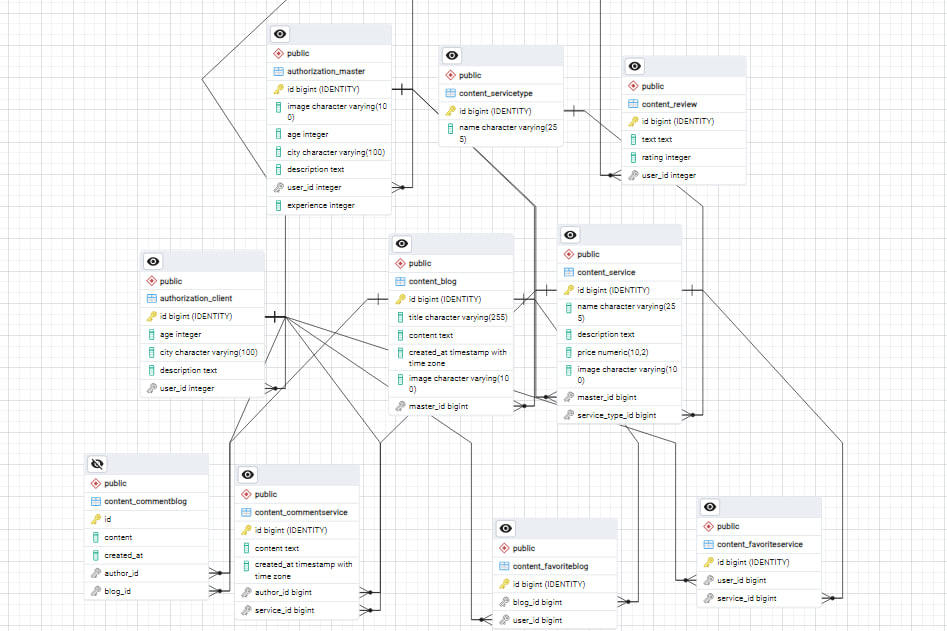 public
authorization_master
id bigint (IDENTITY)
image character varying(10
0)
age integer
city character varying(100)
description text
user_id integer
experience integer
public
content_servicetype
id bigint (IDENTITY)
name character varying(25
5)
public
content_review
id bigint (IDENTITY)
text text
rating integer
user_id integer
public
authorization_client
id bigint (IDENTITY)
age integer
city character varying(100)
description text
user_id integer
public
content_blog
id bigint (IDENTITY)
title character varying(255)
content text
created_at timestamp with
time zone
image character varying(10
0)
master_id bigint
public
content_service
id bigint (IDENTITY)
name character varying(25
5)
description text
price numeric(10,2)
image character varying(10
0)
master_id bigint
service_type_id bigint
public
content_commentblog
id
content
created_at
author_id
blog_id
public
content_commentservice
id bigint (IDENTITY)
content text
created_at timestamp with
time zone
author_id bigint
service_id bigint
public
content_favoriteblog
id bigint (IDENTITY)
blog_id bigint
user_id bigint
public
content_favoriteservice
id bigint (IDENTITY)
user_id bigint
service_id bigint